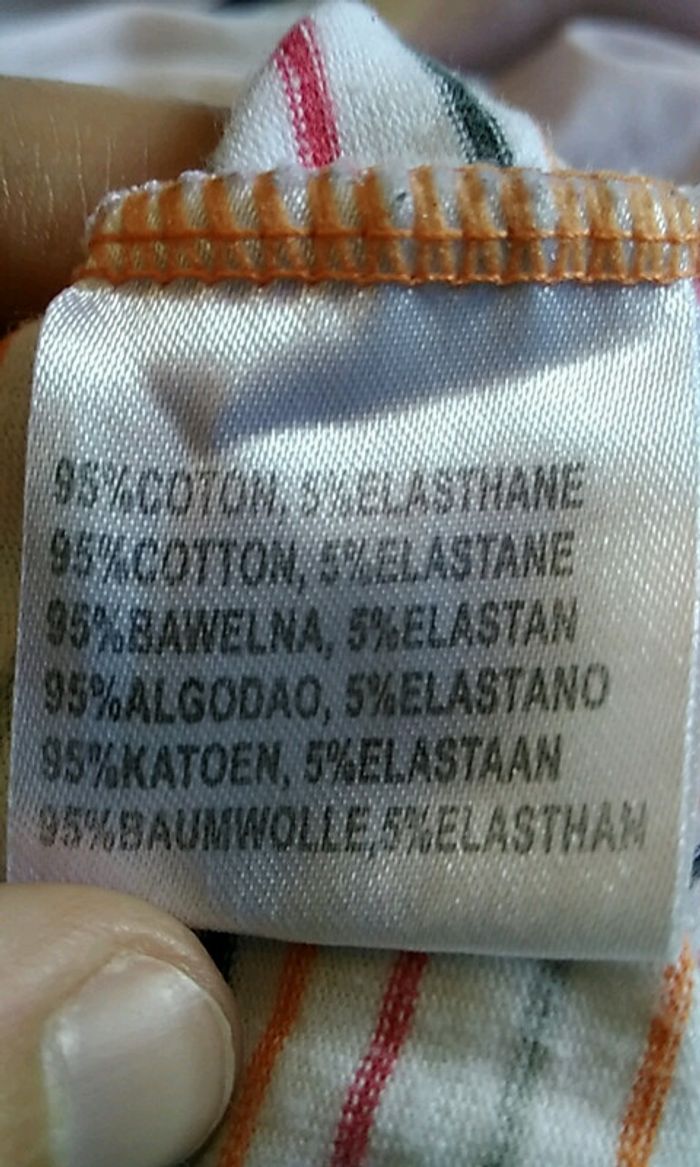 95%COTON, 5%ELASTHANE
95%COTTON, 5%ELASTANE
95%BAWELNA, 5%ELASTAN
95%ALGODAO, 5%ELASTANO
95%KATOEN, 5%ELASTAAN
95%BAUMWOLLE,5%ELASTHAN